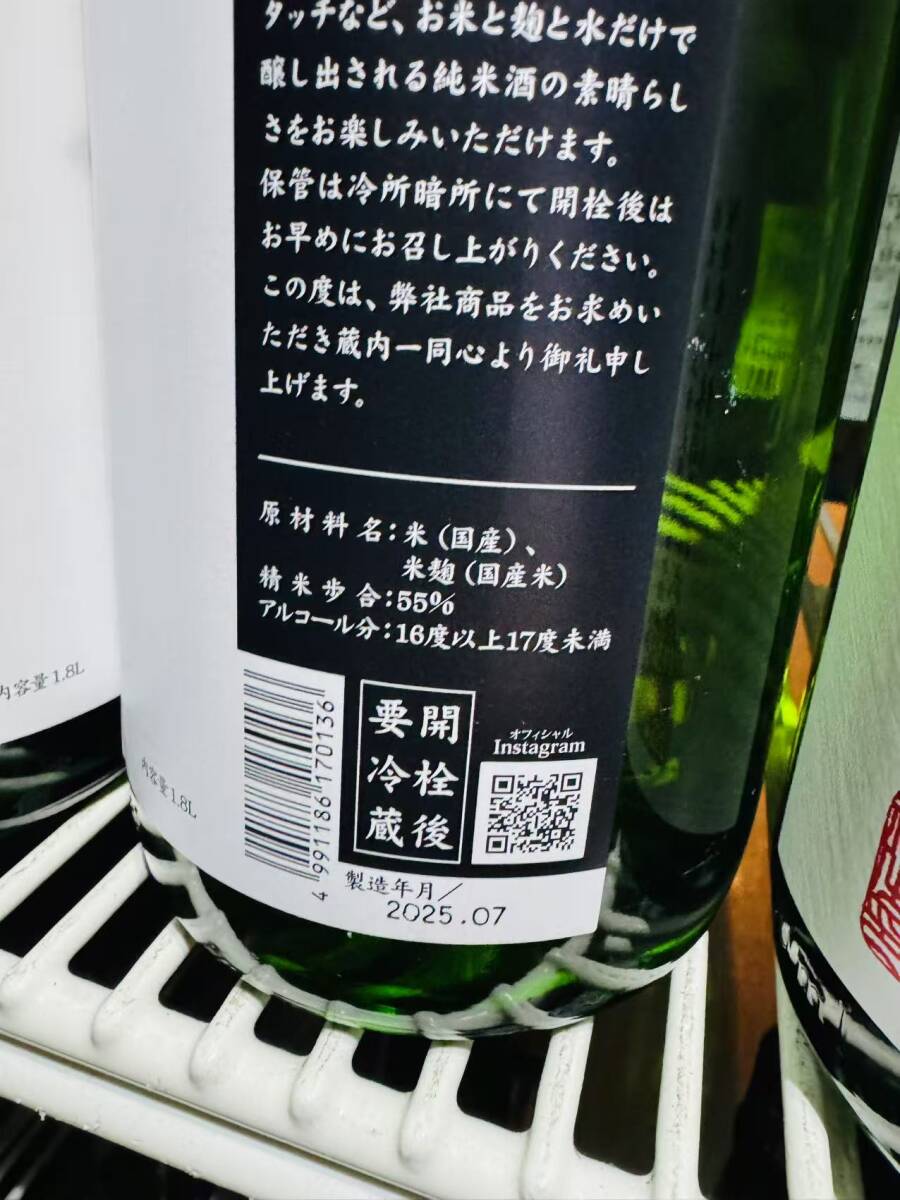 タッチなど、お米と麹と水だけで
醸し出される純米酒の素晴らし
さをお楽しみいただけます。
保管は冷所暗所にて開栓後は
お早めにお召し上がりください。
この度は、弊社商品をお求めい
ただき蔵内一同心より御礼申し
上げます。
原材料名:米(国産)、
米麹(国産米)
精米歩合:55%
アルコール分:16度以上17度未満
4991186170136
開栓後
要冷蔵
オフィシャル
Instagram
製造年月/
2025.07
内容量1.8L
内容量1.8L